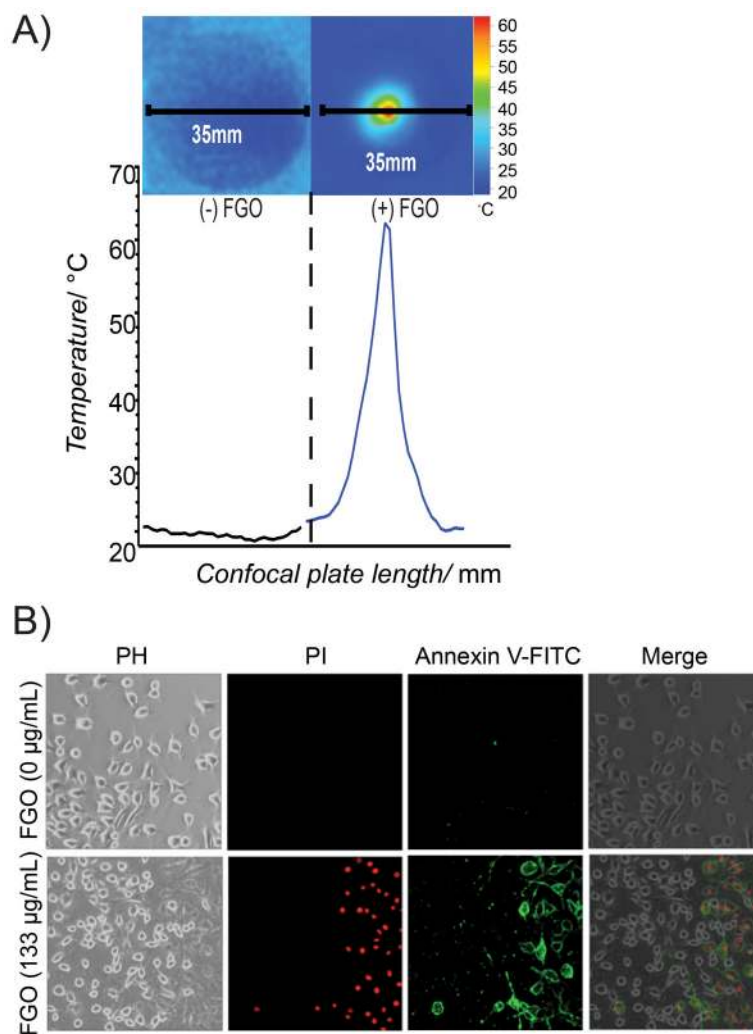 A)
60
55
50
45
40
35
30
25
20
°C
35mm
35mm
(-) FGO
(+) FGO
70
60
50
40
30
20
Temperature/ °C
Confocal plate length/ mm
B)
PH
PI
Annexin V-FITC
Merge
FGO (0 µg/mL)
FGO (133 µg/mL)